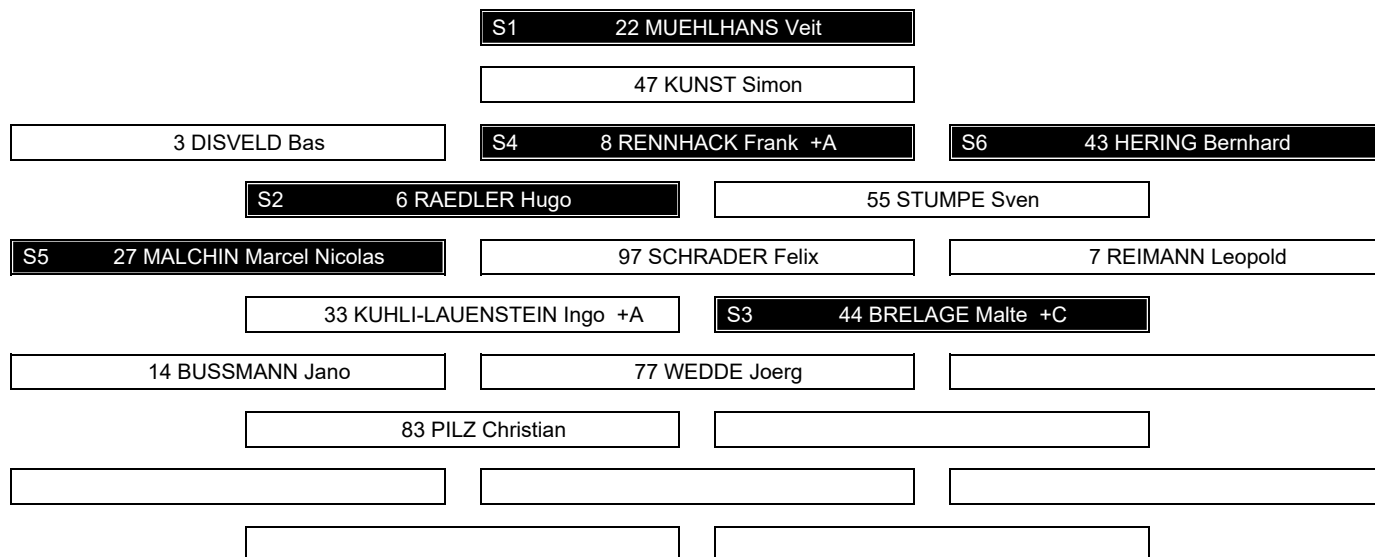 S1 22 MUEHLHANS Veit
47 KUNST Simon
3 DISVELD Bas
S4 8 RENNHACK Frank +A
S6 43 HERING Bernhard
S2 6 RAEDLER Hugo
55 STUMPE Sven
S5 27 MALCHIN Marcel Nicolas
97 SCHRADER Felix
7 REIMANN Leopold
33 KUHLI-LAUENSTEIN Ingo +A
S3 44 BRELAGE Malte +C
14 BUSSMANN Jano
77 WEDDE Joerg
83 PILZ Christian